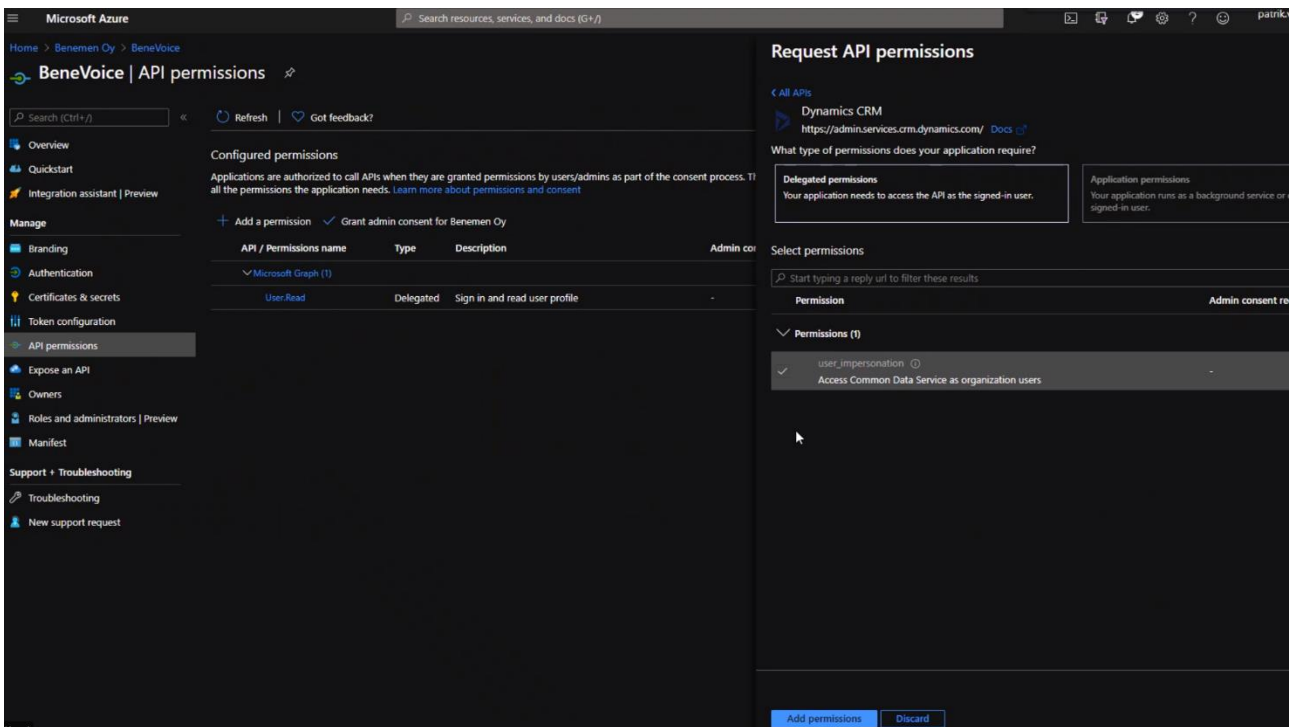 Microsoft Azure
Search resources, services, and docs (G+/)
Home > Benemen Oy > BeneVoice
BeneVoice | API permissions
Search (Ctrl+/)
«
Overview
Quickstart
Integration assistant | Preview
Manage
Branding
Authentication
Certificates & secrets
Token configuration
API permissions
Expose an API
Owners
Roles and administrators | Preview
Manifest
Support + Troubleshooting
Troubleshooting
New support request
Refresh | Got feedback?
Configured permissions
Applications are authorized to call APIs when they are granted permissions by users/admins as part of the consent process.
all the permissions the application needs. Learn more about permissions and consent
+ Add a permission Grant admin consent for Benemen Oy
API / Permissions name Type Description Admin con
Microsoft Graph (1)
User.Read Delegated Sign in and read user profile -
Request API permissions
< All APIs
Dynamics CRM
https://admin.services.crm.dynamics.com/ Docs
What type of permissions does your application require?
Delegated permissions
Your application needs to access the API as the signed-in user.
Application permissions
Your application runs as a background service or
signed-in user.
Select permissions
Start typing a reply url to filter these results
Permission Admin consent re
Permissions (1)
user_impersonation
Access Common Data Service as organization users -
Add permissions Discard